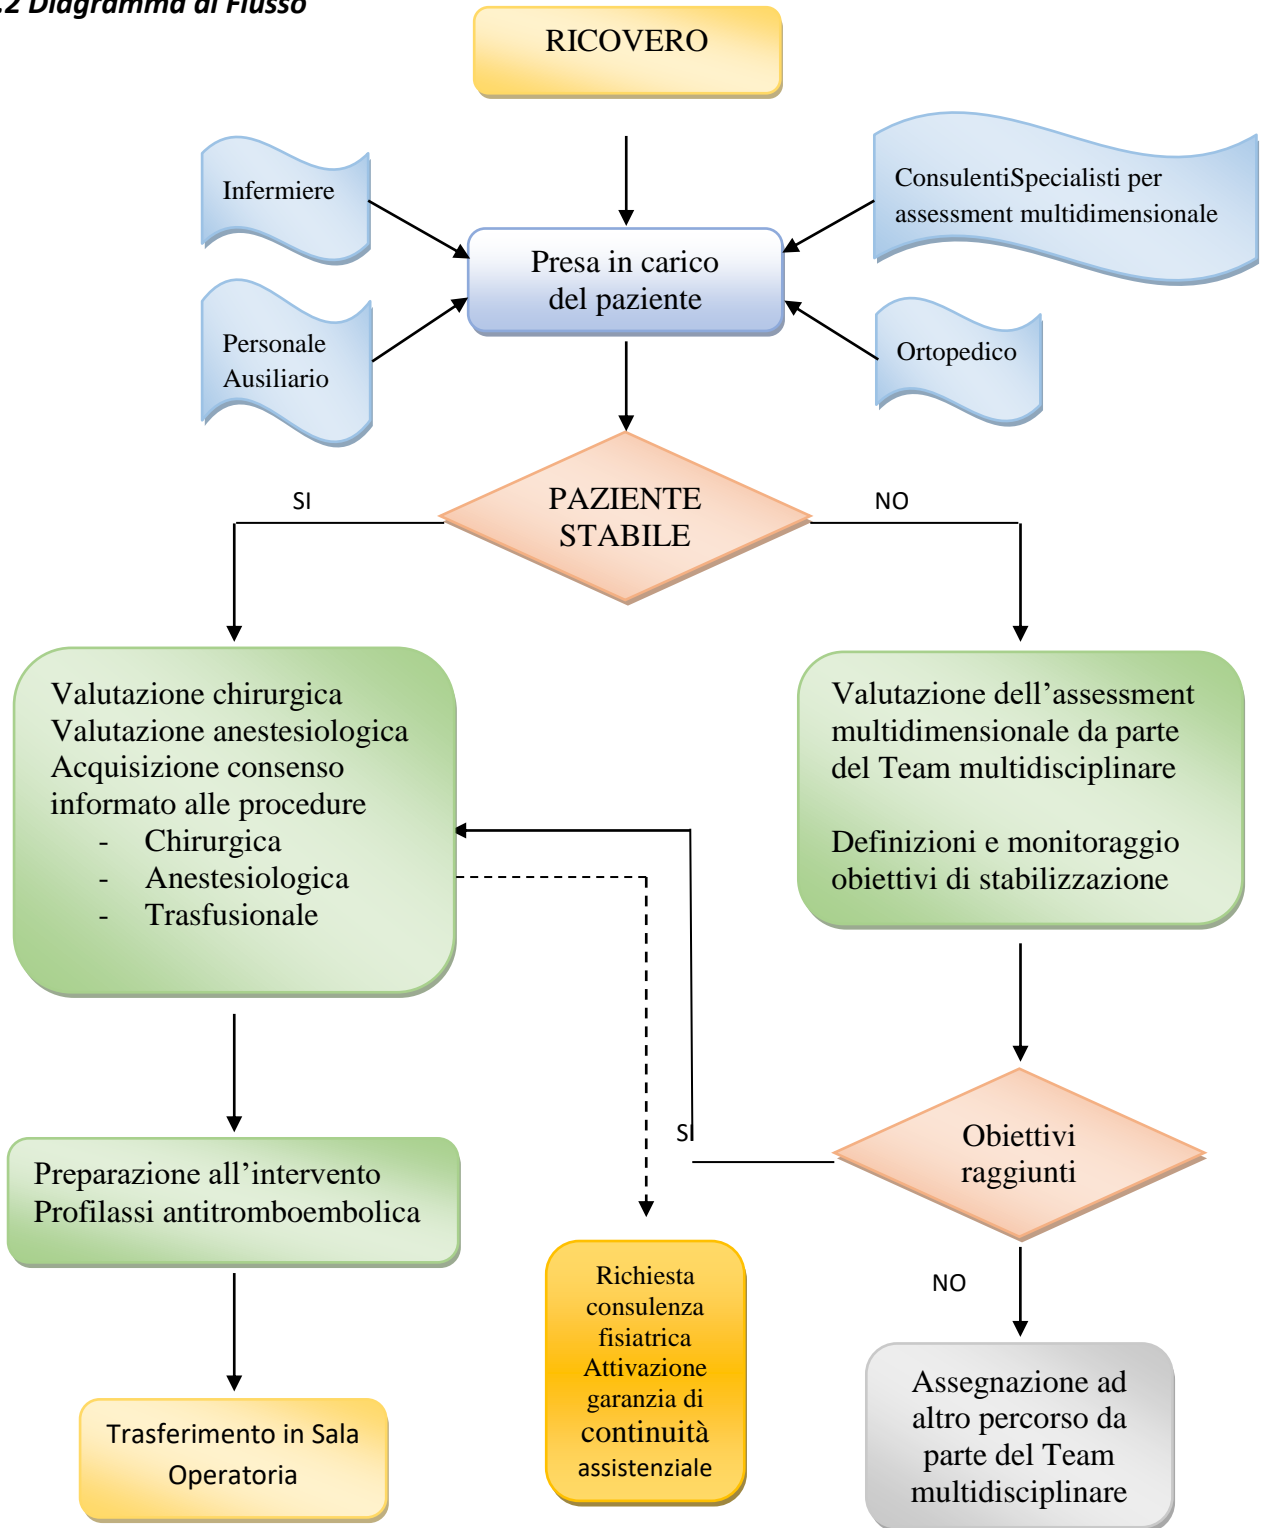 .2 Diagramma di Flusso
RICOVERO
Infermiere
ConsulentiSpecialisti per
assessment multidimensionale
Presa in carico
del paziente
Personale
Ausiliario
Ortopedico
SI
PAZIENTE
STABILE
NO
Valutazione chirurgica
Valutazione anestesiologica
Acquisizione consenso
informato alle procedure
- Chirurgica
- Anestesiologica
- Trasfusionale
Valutazione dell’assessment
multidimensionale da parte
del Team multidisciplinare
Definizioni e monitoraggio
obiettivi di stabilizzazione
SI
Obiettivi
raggiunti
Preparazione all’intervento
Profilassi antitromboembolica
NO
Richiesta
consulenza
fisiatrica
Attivazione
garanzia di
continuità
assistenziale
Assegnazione ad
altro percorso da
parte del Team
multidisciplinare
Trasferimento in Sala
Operatoria